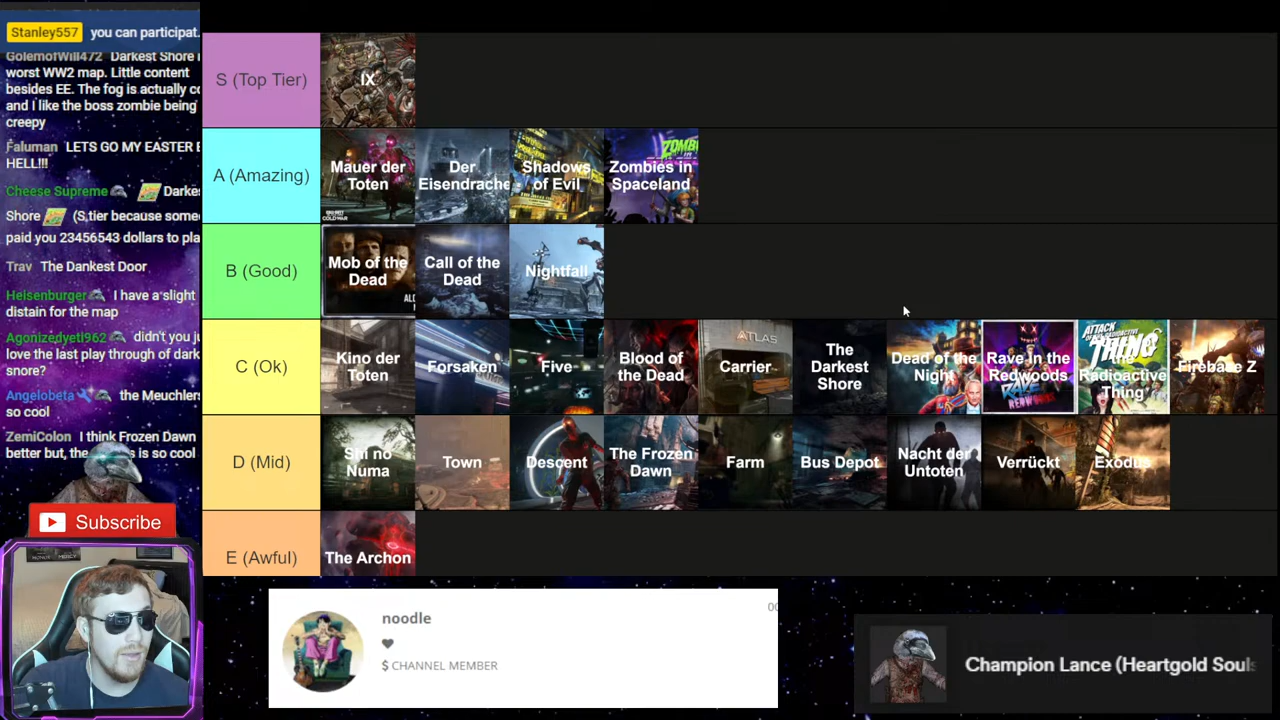 Stanley557 you can participat.
GolemofWill472 Darkest Shore i
worst WW2 map. Little content
besides EE. The fog is actually co
and I like the boss zombie being
creepy
Faluman LETS GO MY EASTER E
HELL!!!
Cheese Supreme Darkes
Shore (S tier because some
paid you 23456543 dollars to pla
Trav The Dankest Door
Heisenburger I have a slight
distain for the map
Agonizedyeti962 didn't you ju
love the last play through of dark
snore?
Angelobeta the Meuchlers
so cool
ZemiColon I think Frozen Dawn
better but, the is so cool
Subscribe
S (Top Tier)
IX
A (Amazing)
Mauer der
Toten
Der
Eisendrache
Shadows
of Evil
Zombies in
Spaceland
B (Good)
Mob of the
Dead
Call of the
Dead
Nightfall
C (Ok)
Kino der
Toten
Forsaken
Five
Blood of
the Dead
ATLAS
Carrier
The
Darkest
Shore
Dead of the
Night
Rave in the
Redwoods
Attack
of the
Radioactive
Thing
Firebase Z
D (Mid)
Shi no
Numa
Town
Descent
The Frozen
Dawn
Farm
Bus Depot
Nacht der
Untoten
Verrückt
Exodus
E (Awful)
The Archon
noodle
$ CHANNEL MEMBER
00
Champion Lance (Heartgold Souls